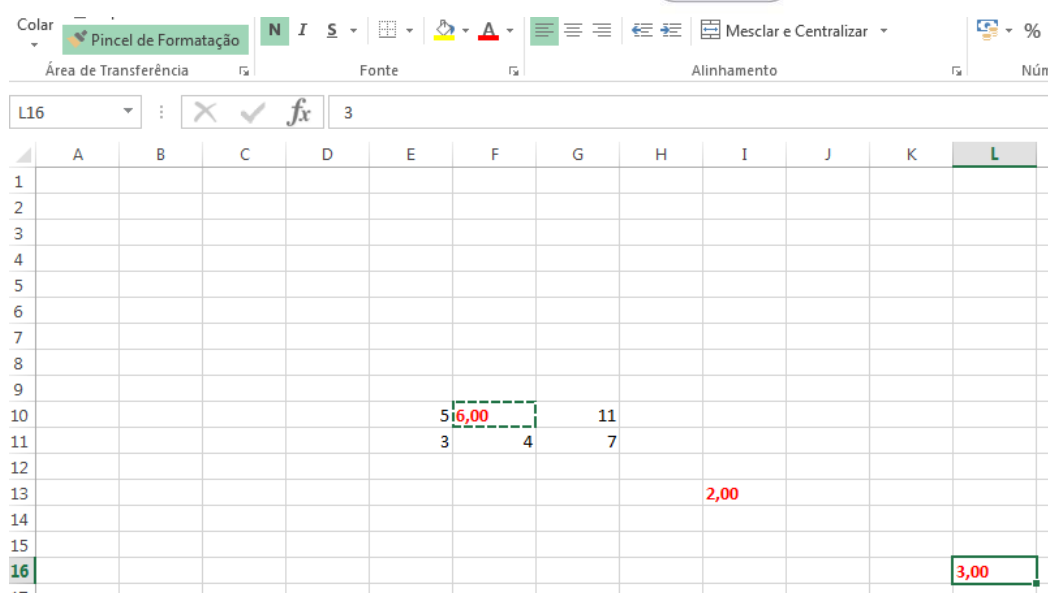 Colar
Pincel de Formatação N I S A Mesclar e Centralizar %
Área de Transferência Fonte Alinhamento Núm
L16 fx 3
A B C D E F G H I J K L
1
2
3
4
5
6
7
8
9
10 5 6,00 11
11 3 4 7
12
13 2,00
14
15
16 3,00